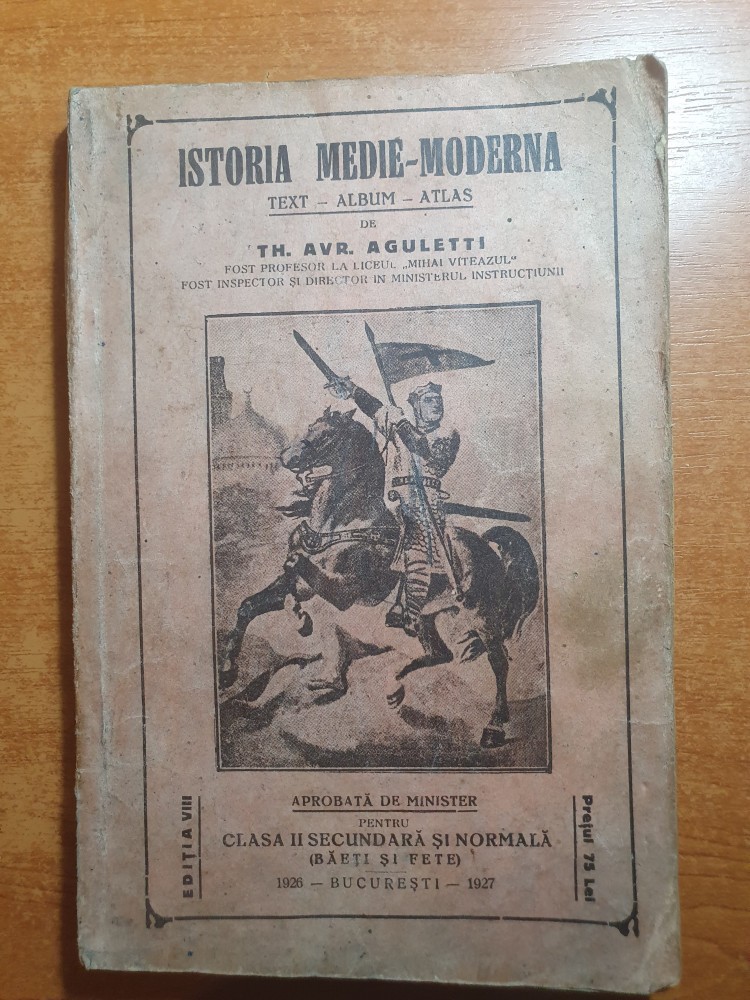 ISTORIA MEDIE-MODERNA
TEXT — ALBUM — ATLAS
DE
TH. AVR. AGULETTI
FOST PROFESOR LA LICEUL „MIHAI VITEAZUL"
FOST INSPECTOR ȘI DIRECTOR IN MINISTERUL INSTRUCȚIUNII
APROBATĂ DE MINISTER
PENTRU
CLASA II SECUNDARĂ ȘI NORMALĂ
(BĂEȚI ȘI FETE)
1926 — BUCUREȘTI — 1927
EDIȚIA VIII
Prețul 75 Lei